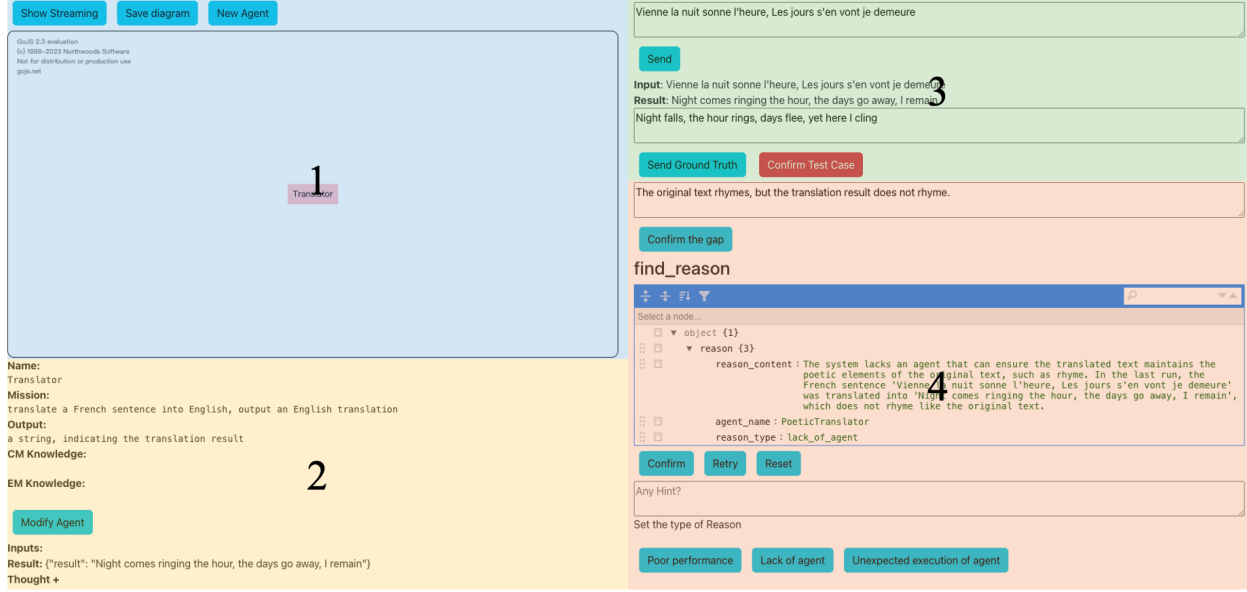 Show Streaming
Save diagram
New Agent
GoJS 2.3 evaluation
(c) 1998-2023 Northwoods Software
Not for distribution or production use
gojs.net
1
Translator
Name:
Translator
Mission:
translate a French sentence into English, output an English translation
Output:
a string, indicating the translation result
CM Knowledge:
EM Knowledge:
2
Modify Agent
Inputs:
Result: {"result": "Night comes ringing the hour, the days go away, I remain"}
Thought +
Vienne la nuit sonne l'heure, Les jours s'en vont je demeure
Send
Input: Vienne la nuit sonne l'heure, Les jours s'en vont je demeure
Result: Night comes ringing the hour, the days go away, I remain
3
Night falls, the hour rings, days flee, yet here I cling
Send Ground Truth
Confirm Test Case
The original text rhymes, but the translation result does not rhyme.
Confirm the gap
find_reason
Select a node...
object {1}
reason {3}
reason_content : The system lacks an agent that can ensure the translated text maintains the
poetic elements of the original text, such as rhyme. In the last run, the
French sentence 'Vienne la nuit sonne l'heure, Les jours s'en vont je demeure'
was translated into 'Night comes ringing the hour, the days go away, I remain',
which does not rhyme like the original text.
4
agent_name : PoeticTranslator
reason_type : lack_of_agent
Confirm
Retry
Reset
Any Hint?
Set the type of Reason
Poor performance
Lack of agent
Unexpected execution of agent